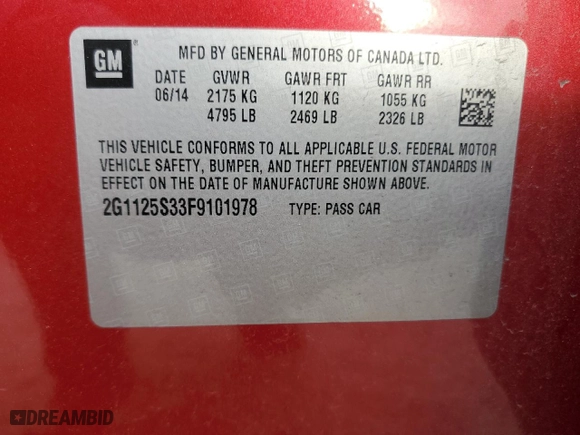 GM
MFD BY GENERAL MOTORS OF CANADA LTD.
DATE GVWR GAWR FRT GAWR RR
06/14 2175 KG 1120 KG 1055 KG
4795 LB 2469 LB 2326 LB
THIS VEHICLE CONFORMS TO ALL APPLICABLE U.S. FEDERAL MOTOR
VEHICLE SAFETY, BUMPER, AND THEFT PREVENTION STANDARDS IN
EFFECT ON THE DATE OF MANUFACTURE SHOWN ABOVE.
2G1125S33F9101978 TYPE: PASS CAR
DREAMBID